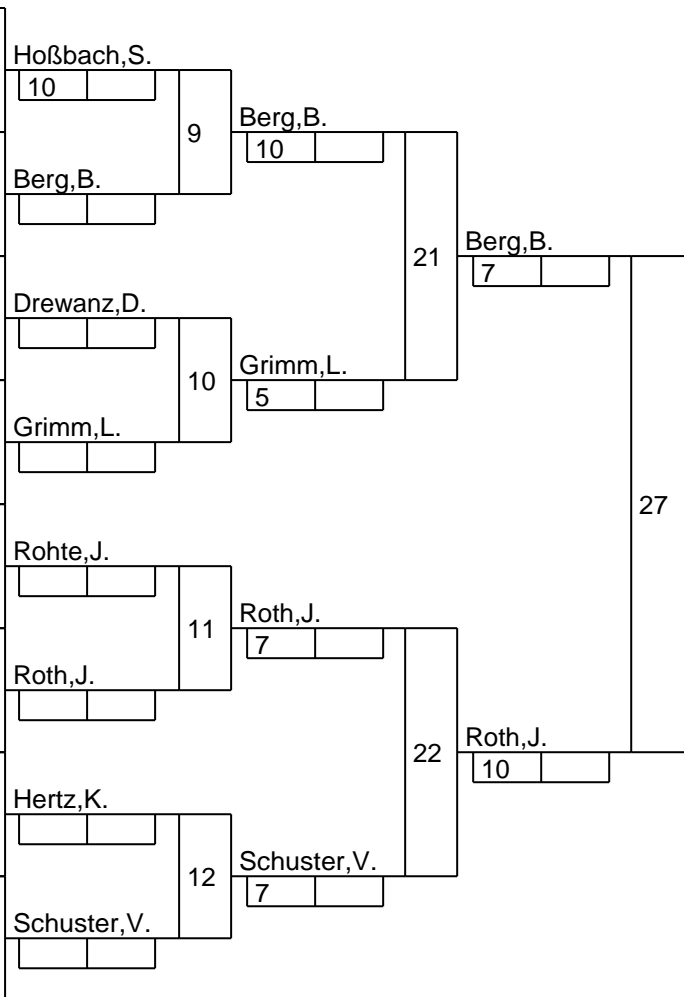 Hoßbach,S.
10
9
Berg,B.
10
Berg,B.
21
Berg,B.
7
Drewanz,D.
10
Grimm,L.
5
Grimm,L.
27
Rohte,J.
11
Roth,J.
7
Roth,J.
22
Roth,J.
10
Hertz,K.
12
Schuster,V.
7
Schuster,V.